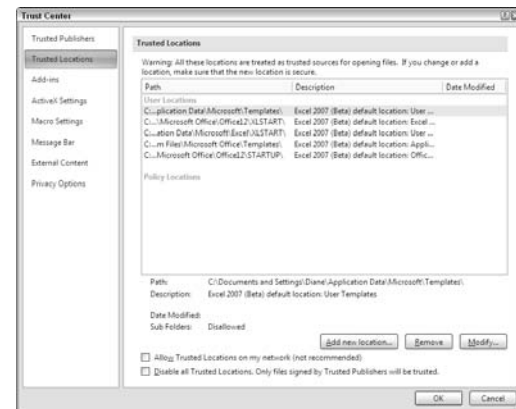 Trust Center
Trusted Publishers
Trusted Locations
Add-ins
ActiveX Settings
Macro Settings
Message Bar
External Content
Privacy Options
Trusted Locations
Warning: All these locations are treated as trusted sources for opening files. If you change or add a
location, make sure that the new location is secure.
Path Description Date Modified
User Locations
C:...plication Data\Microsoft\Templates\ Excel 2007 (Beta) default location: User ...
C:...\Microsoft Office\Office12\XLSTART\ Excel 2007 (Beta) default location: Excel ...
C:...ation Data\Microsoft\Excel\XLSTART\ Excel 2007 (Beta) default location: User ...
C:...m Files\Microsoft Office\Templates\ Excel 2007 (Beta) default location: Appli...
C:...Microsoft Office\Office12\STARTUP\ Excel 2007 (Beta) default location: Offic...
Policy Locations
Path: C:\Documents and Settings\Diane\Application Data\Microsoft\Templates\
Description: Excel 2007 (Beta) default location: User Templates
Date Modified:
Sub Folders: Disallowed
Add new location... Remove Modify...
Allow Trusted Locations on my network (not recommended)
Disable all Trusted Locations. Only files signed by Trusted Publishers will be trusted.
OK Cancel